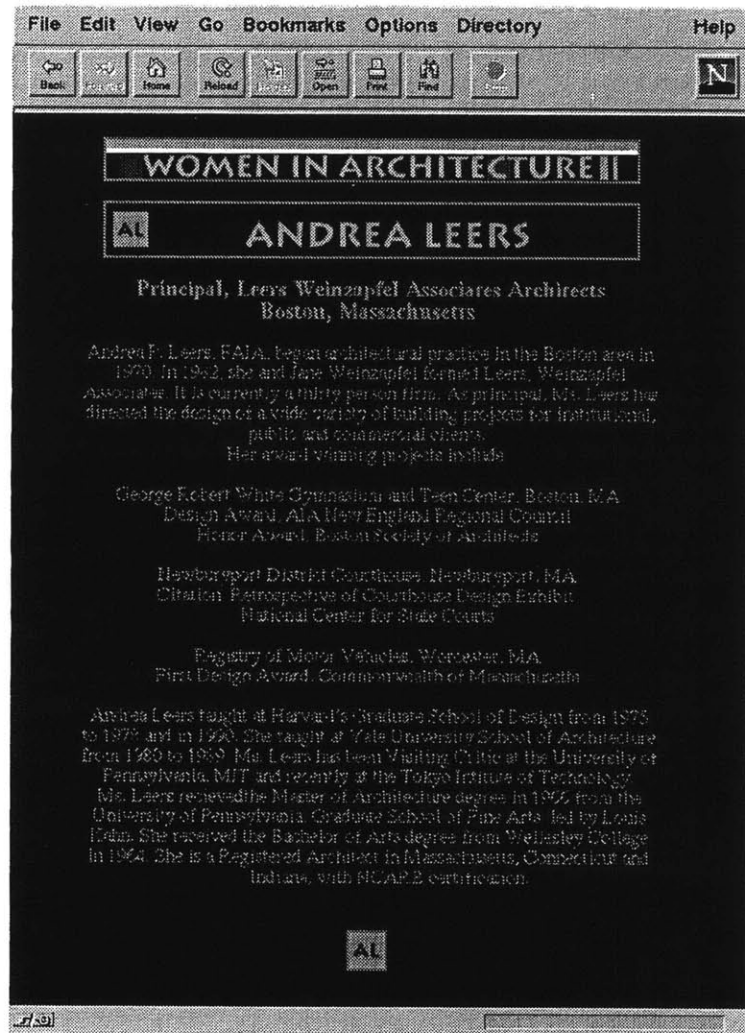 File Edit View Go Bookmarks Options Directory Help
Back Home Reload Open Print Find
N
WOMEN IN ARCHITECTURE II
AL ANDREA LEERS
Principal, Leers Weinzapfel Associates Architects
Boston, Massachusetts
Andrea P. Leers, FAIA, began architectural practice in the Boston area in
1970. In 1982, she and Jane Weinzapfel formed Leers, Weinzapfel
Associates. It is currently a thirty person firm. As principal, Ms. Leers has
directed the design of a wide variety of building projects for institutional,
public and commercial clients.
Her award winning projects include
George Robert White Gymnasium and Teen Center, Boston, MA
Design Award, AIA New England Regional Council
Honor Award, Boston Society of Architects
Newburyport District Courthouse, Newburyport, MA
Citation, Retrospective of Courthouse Design Exhibit
National Center for State Courts
Registry of Motor Vehicles, Worcester, MA
First Design Award, Commonwealth of Massachusetts
Andrea Leers taught at Harvard's Graduate School of Design from 1975
to 1978 and in 1990. She taught at Yale University School of Architecture
from 1980 to 1989. Ms. Leers has been Visiting Critic at the University of
Pennsylvania, MIT and recently at the Tokyo Intitute of Technology.
Ms. Leers recievedthe Master of Architecture degree in 1966 from the
University of Pennsylvania, Graduate School of Fine Arts, led by Louis
Kahn. She received the Bachelor of Arts degree from Wellesley College
in 1964. She is a Registered Architect in Massachusetts, Connecticut and
Indiana, with NCARB certification.
AL